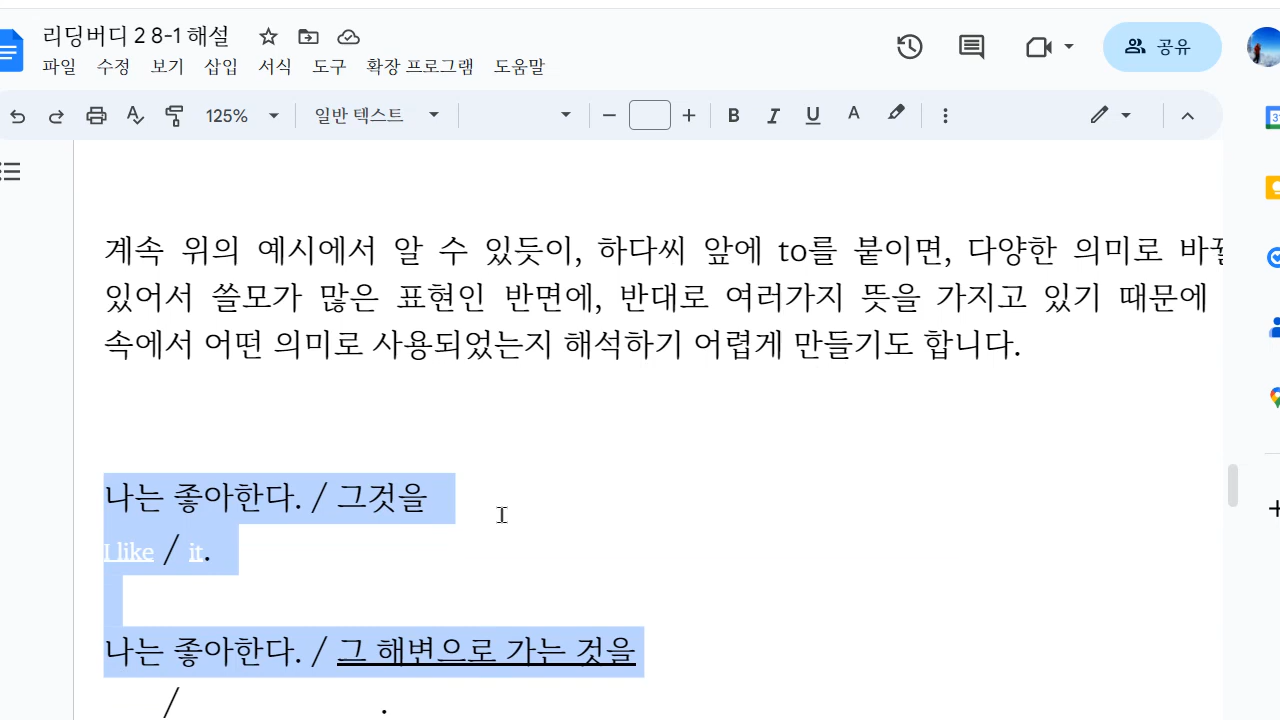 리딩버디 2 8-1 해설
파일 수정 보기 삽입 서식 도구 확장 프로그램 도움말
공유
125% 일반 텍스트 B I U A
계속 위의 예시에서 알 수 있듯이, 하다씨 앞에 to를 붙이면, 다양한 의미로
있어서 쓸모가 많은 표현인 반면에, 반대로 여러가지 뜻을 가지고 있기 때문에
속에서 어떤 의미로 사용되었는지 해석하기 어렵게 만들기도 합니다.
나는 좋아한다. / 그것을
I like / it.
나는 좋아한다. / 그 해변으로 가는 것을
/ .